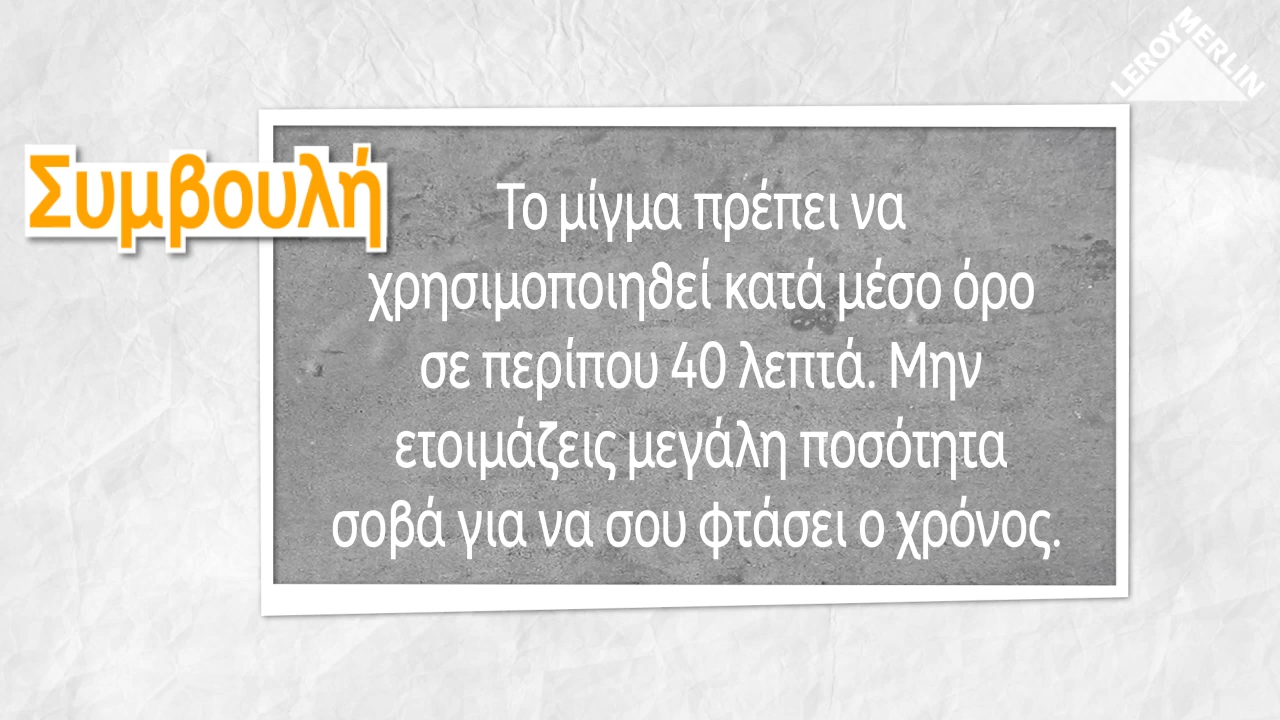 LEROY MERLIN
Συμβουλή
Το μίγμα πρέπει να
χρησιμοποιηθεί κατά μέσο όρο
σε περίπου 40 λεπτά. Μην
ετοιμάζεις μεγάλη ποσότητα
σοβά για να σου φτάσει ο χρόνος.